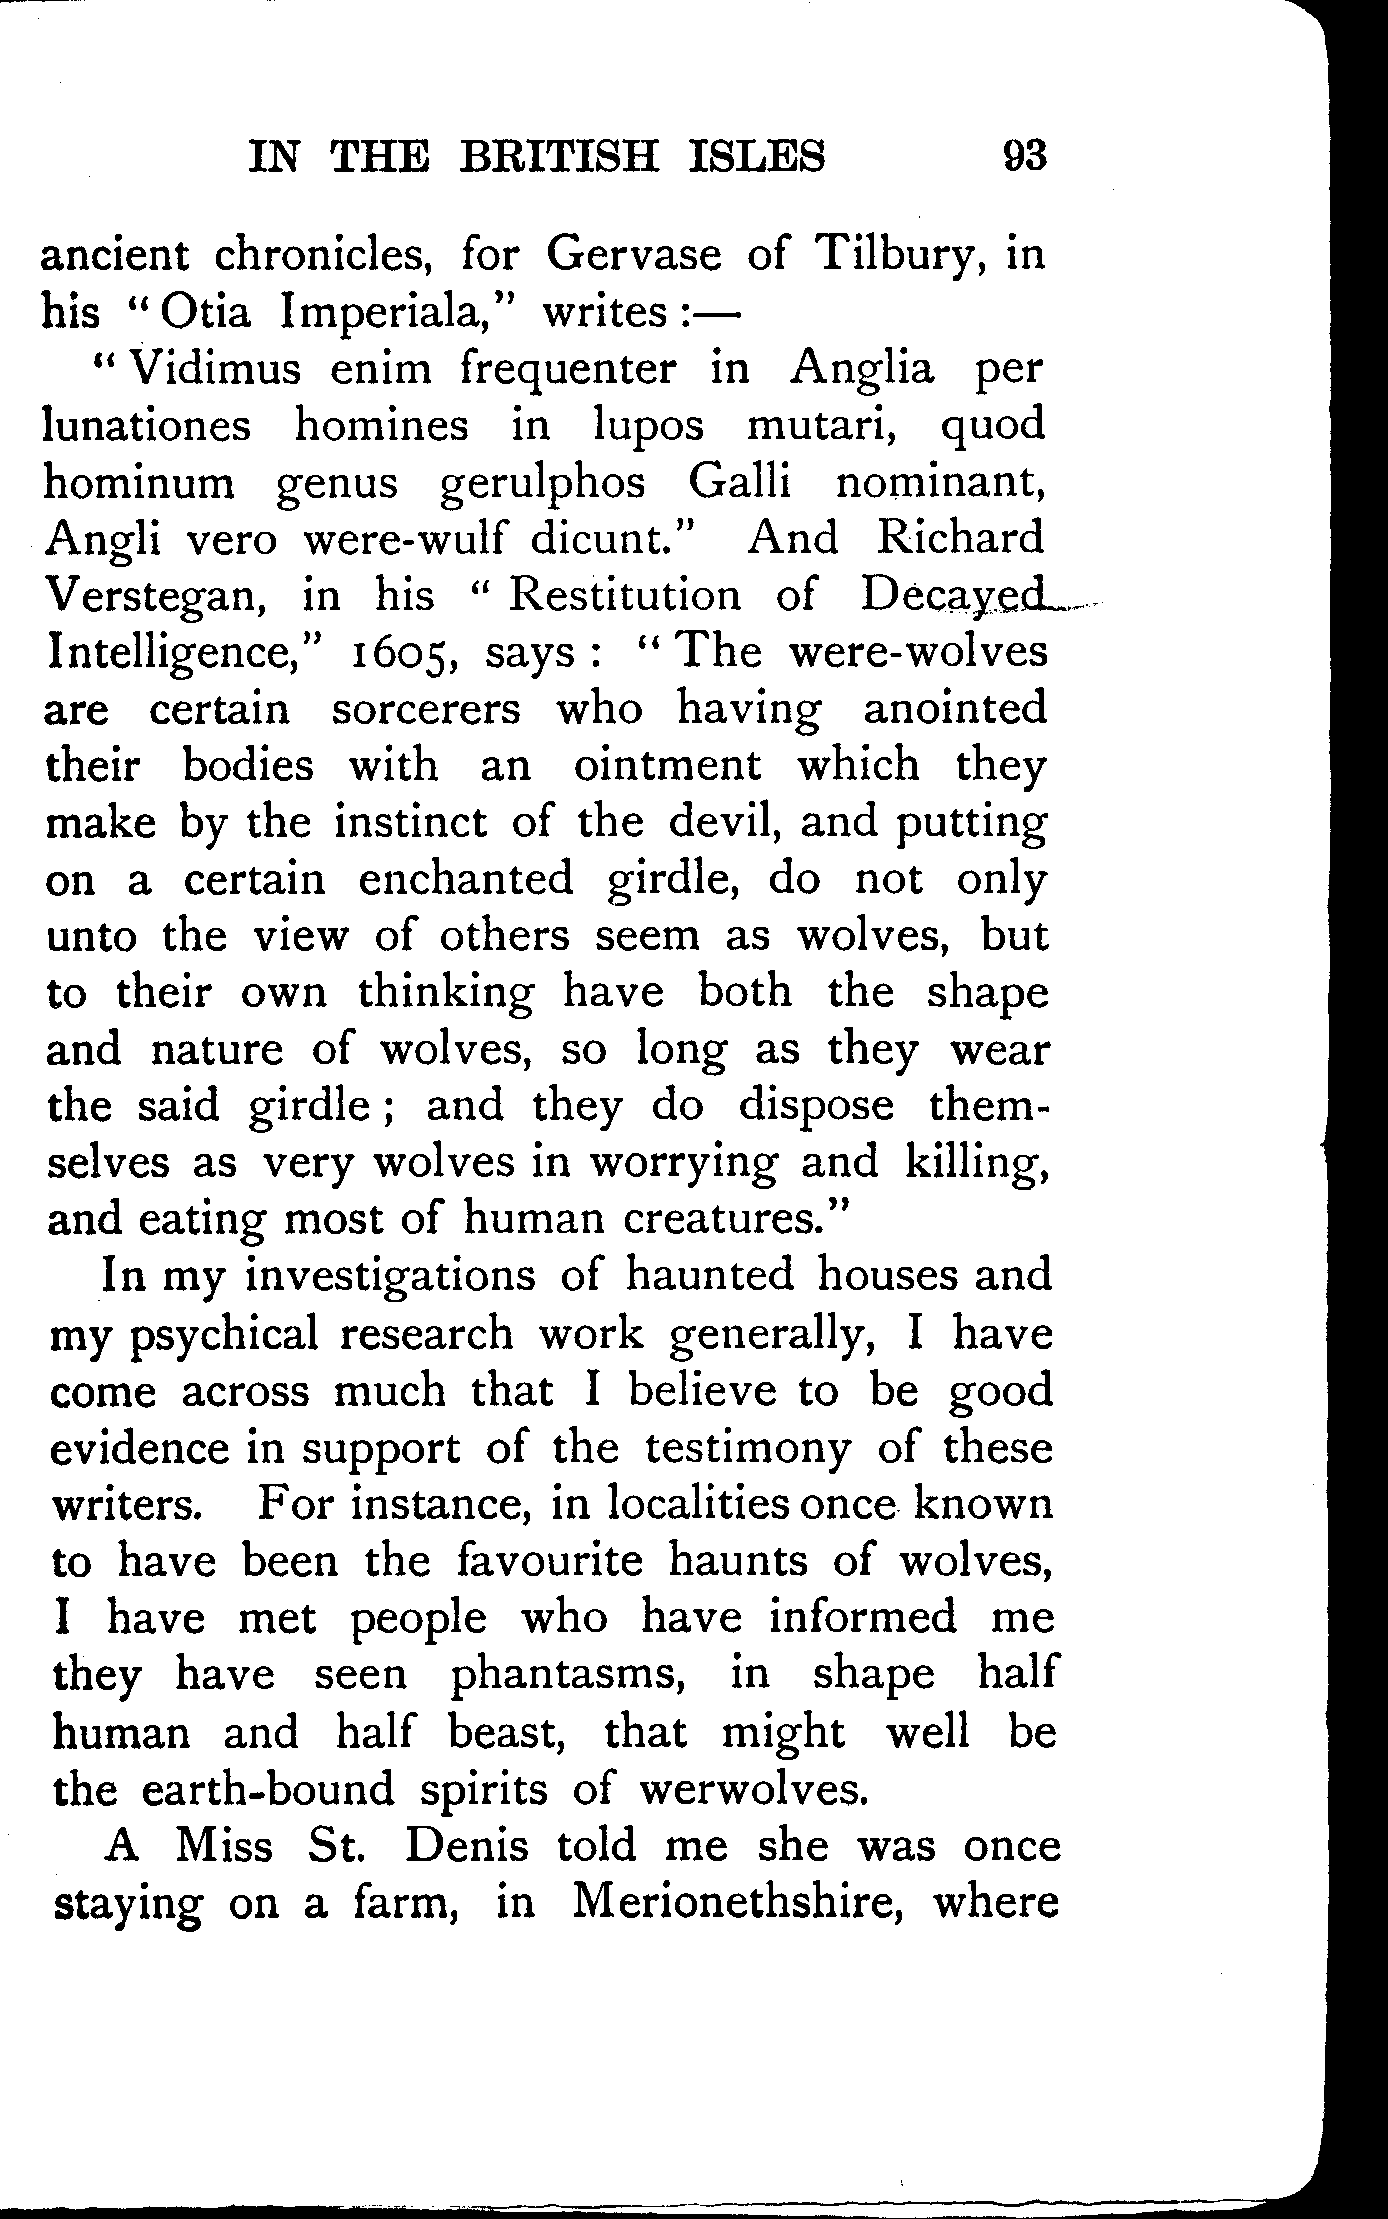 IN THE BRITISH ISLES 93
ancient chronicles, for Gervase of Tilbury, in
his “ Otia Imperiala,” writes :—
“ Vidimus enim frequenter in Anglia per
lunationes homines in lupos mutari, quod
hominum genus gerulphos Galli nominant,
Angli vero were-wulf dicunt.” And Richard
Verstegan, in his “ Restitution of Decayed
Intelligence,” 1605, says : “ The were-wolves
are certain sorcerers who having anointed
their bodies with an ointment which they
make by the instinct of the devil, and putting
on a certain enchanted girdle, do not only
unto the view of others seem as wolves, but
to their own thinking have both the shape
and nature of wolves, so long as they wear
the said girdle ; and they do dispose them-
selves as very wolves in worrying and killing,
and eating most of human creatures.”
In my investigations of haunted houses and
my psychical research work generally, I have
come across much that I believe to be good
evidence in support of the testimony of these
writers. For instance, in localities once known
to have been the favourite haunts of wolves,
I have met people who have informed me
they have seen phantasms, in shape half
human and half beast, that might well be
the earth-bound spirits of werwolves.
A Miss St. Denis told me she was once
staying on a farm, in Merionethshire, where